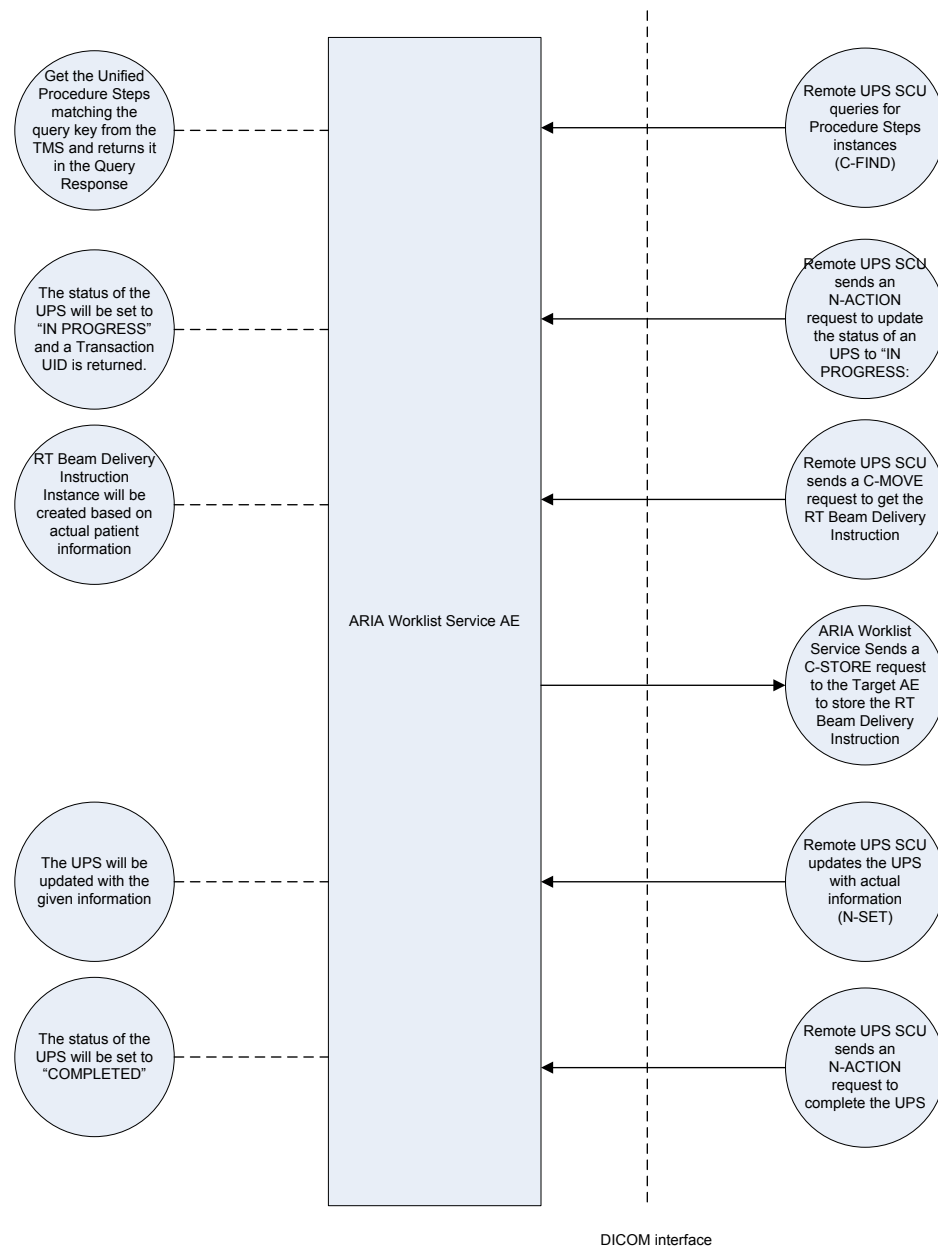 Get the Unified
Procedure Steps
matching the
query key from the
TMS and returns it
in the Query
Response
Remote UPS SCU
queries for
Procedure Steps
instances
(C-FIND)
The status of the
UPS will be set to
“IN PROGRESS”
and a Transaction
UID is returned.
Remote UPS SCU
sends an
N-ACTION
request to update
the status of an
UPS to “IN
PROGRESS:
RT Beam Delivery
Instruction
Instance will be
created based on
actual patient
information
Remote UPS SCU
sends a C-MOVE
request to get the
RT Beam Delivery
Instruction
ARIA Worklist Service AE
ARIA Worklist
Service Sends a
C-STORE request
to the Target AE
to store the RT
Beam Delivery
Instruction
The UPS will be
updated with the
given information
Remote UPS SCU
updates the UPS
with actual
information
(N-SET)
The status of the
UPS will be set to
“COMPLETED”
Remote UPS SCU
sends an
N-ACTION
request to
complete the UPS
DICOM interface